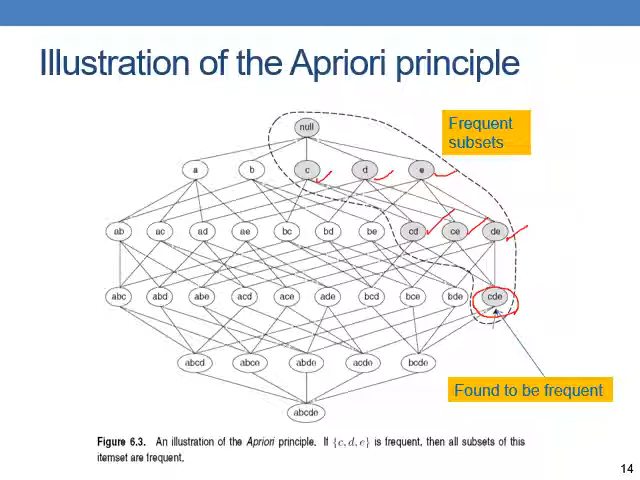 Illustration of the Apriori principle
Frequent
subsets
null
a b c d e
ab ac ad ae bc bd be cd ce de
abc abd abe acd ace ade bcd bce bde cde
abcd abce abde acde bcde
abcde
Found to be frequent
Figure 6.3. An illustration of the Apriori principle. If {c, d, e} is frequent, then all subsets of this
itemset are frequent.
14